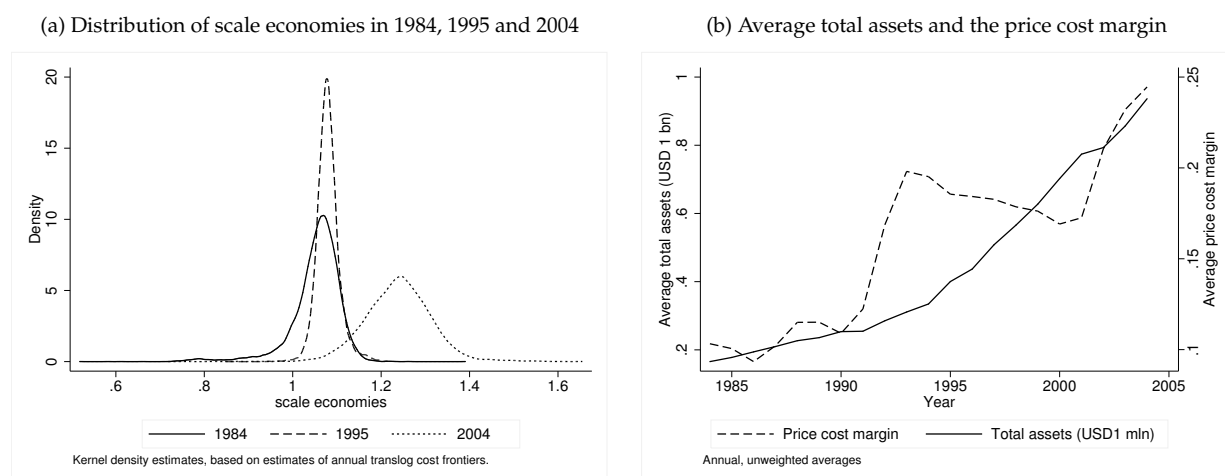 (a) Distribution of scale economies in 1984, 1995 and 2004
20
15
10
5
0
Density
.6 .8 1 1.2 1.4 1.6
scale economies
1984 1995 2004
Kernel density estimates, based on estimates of annual translog cost frontiers.
(b) Average total assets and the price cost margin
1
.8
.6
.4
.2
Average total assets (USD 1 bn)
.25
.2
.15
.1
Average price cost margin
1985 1990 1995 2000 2005
Year
Price cost margin Total assets (USD1 mln)
Annual, unweighted averages